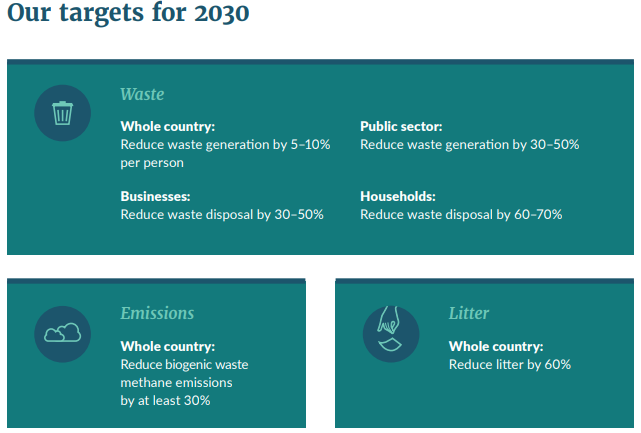 Our targets for 2030
Waste
Whole country:
Reduce waste generation by 5–10%
per person
Public sector:
Reduce waste generation by 30–50%
Businesses:
Reduce waste disposal by 30–50%
Households:
Reduce waste disposal by 60–70%
Emissions
Whole country:
Reduce biogenic waste
methane emissions
by at least 30%
Litter
Whole country:
Reduce litter by 60%